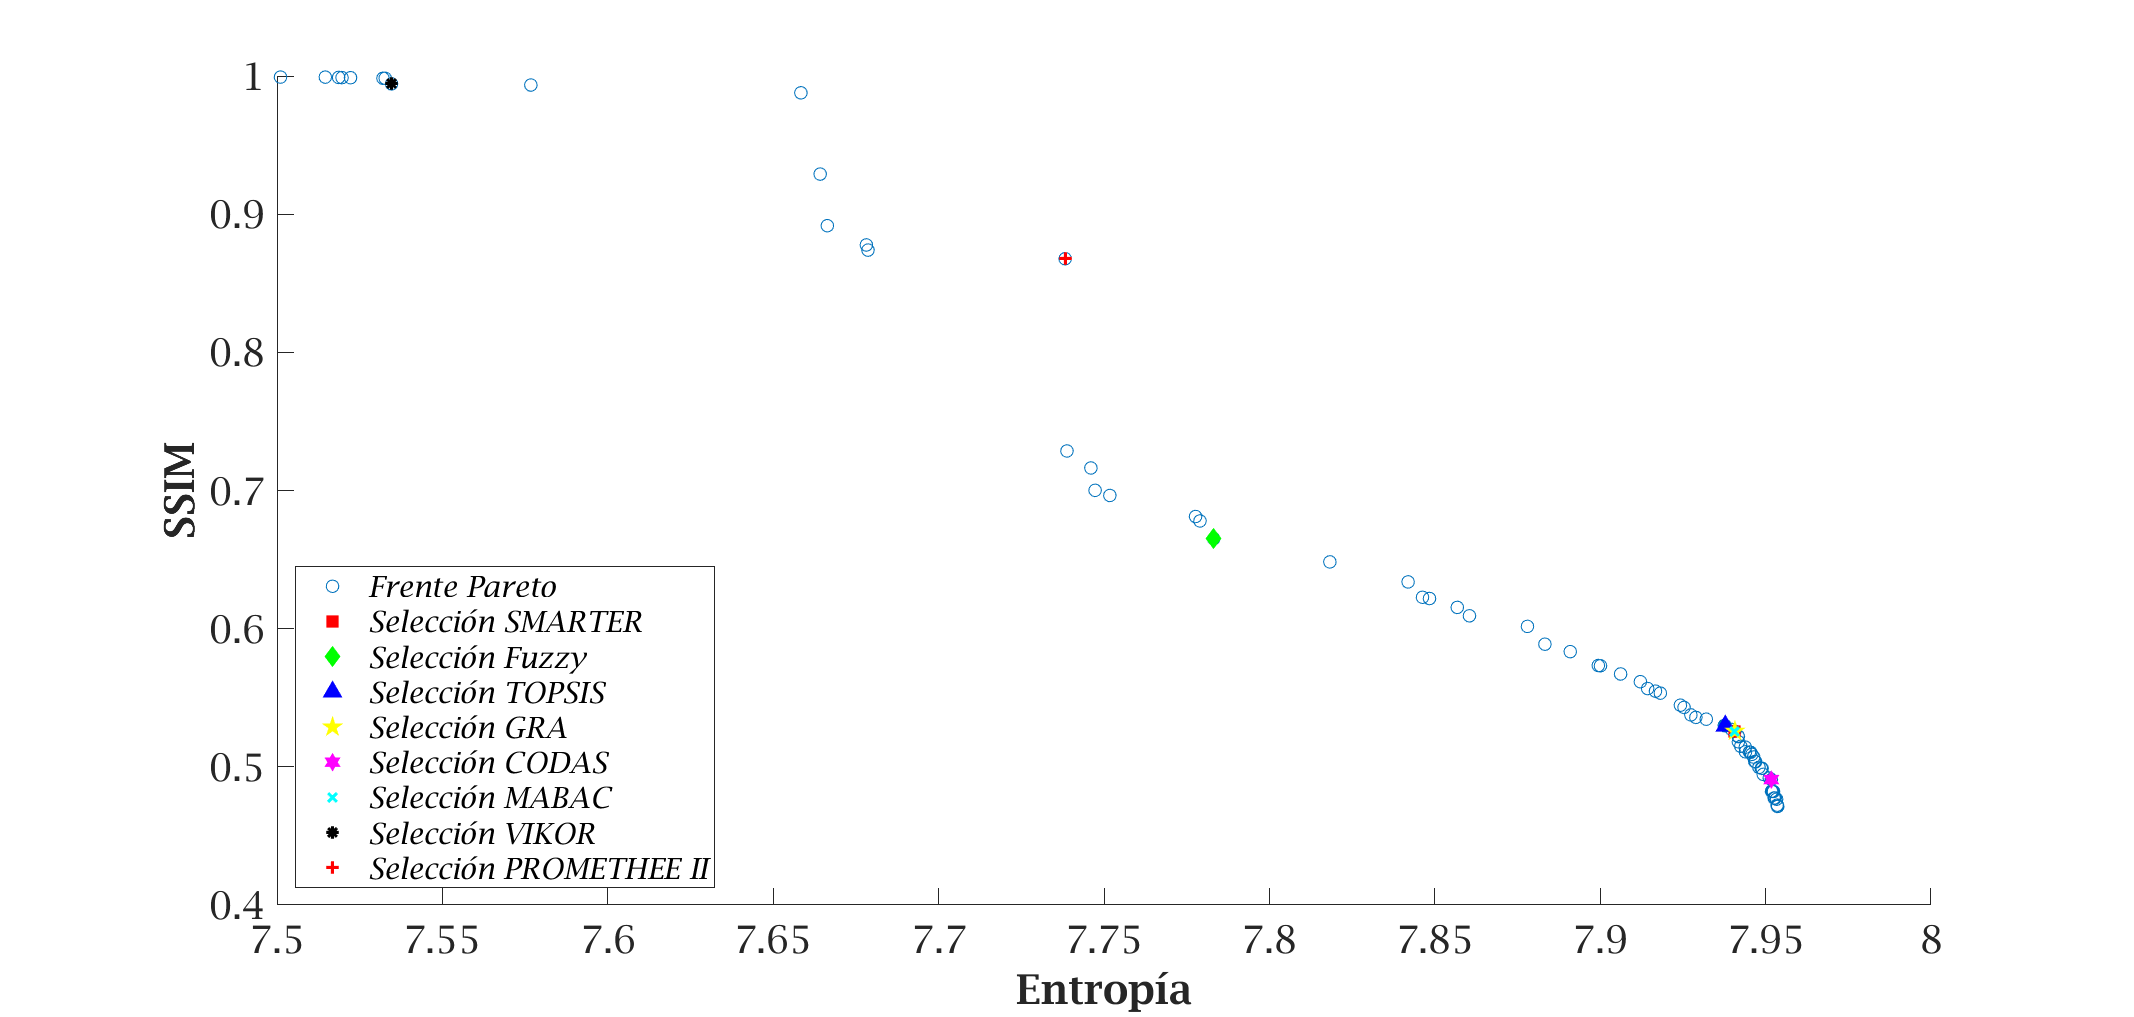 1
0.9
0.8
0.7
0.6
0.5
0.4
SSIM
Frente Pareto
Selección SMARTER
Selección Fuzzy
Selección TOPSIS
Selección GRA
Selección CODAS
Selección MABAC
Selección VIKOR
Selección PROMETHEE II
7.5 7.55 7.6 7.65 7.7 7.75 7.8 7.85 7.9 7.95 8
Entropía